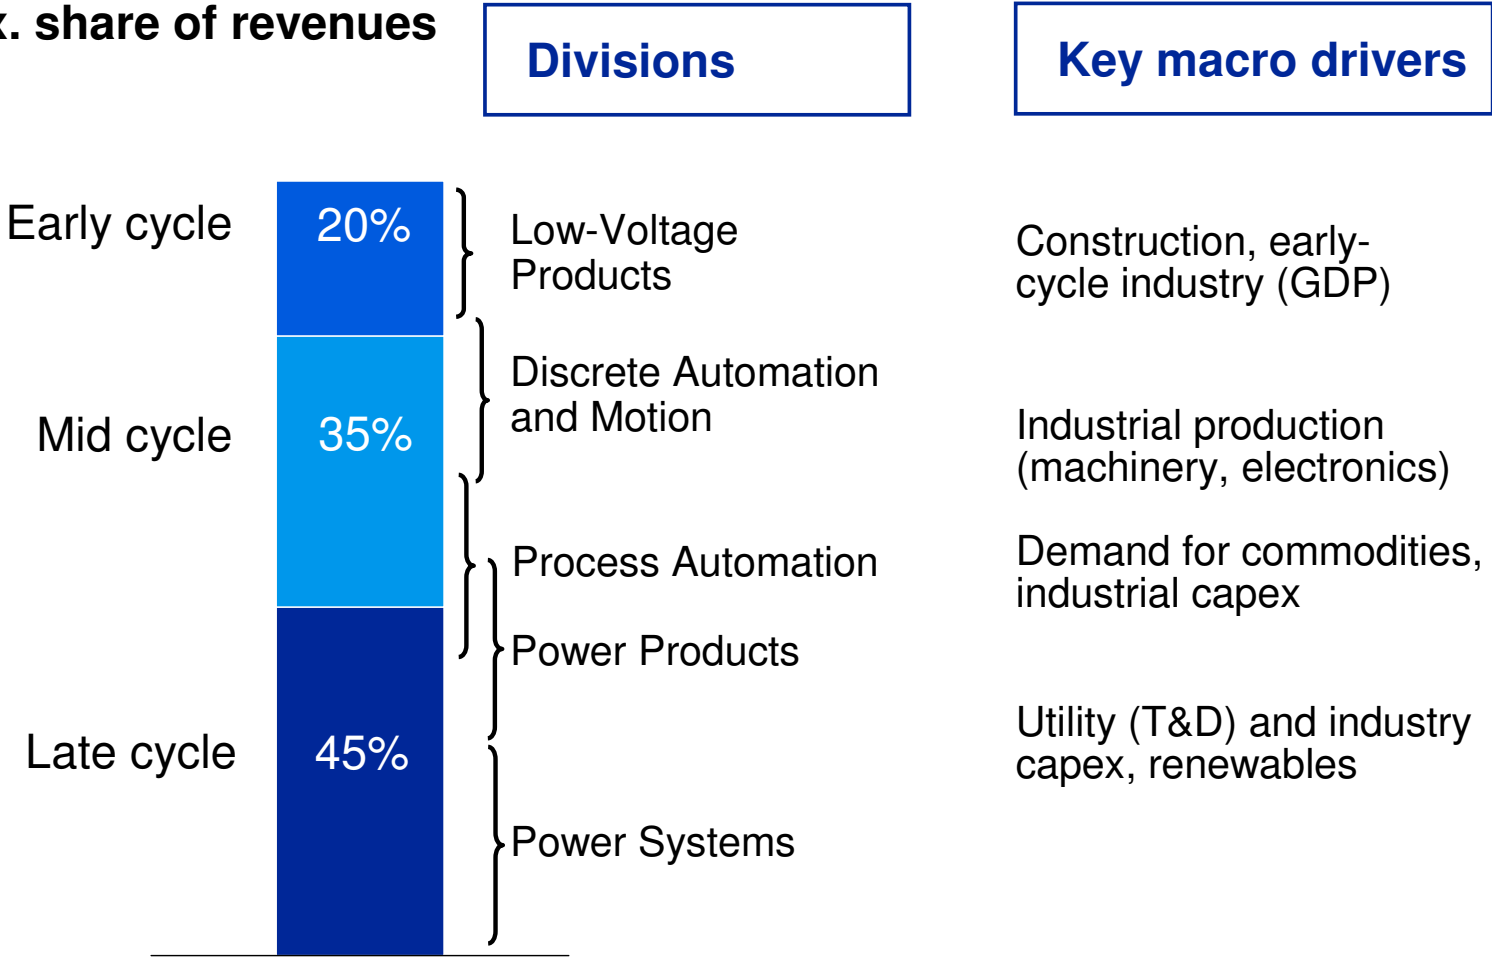 x. share of revenues
Divisions
Key macro drivers
Early cycle
20%
Low-Voltage
Products
Construction, early-
cycle industry (GDP)
Mid cycle
35%
Discrete Automation
and Motion
Industrial production
(machinery, electronics)
Process Automation
Demand for commodities,
industrial capex
Power Products
Late cycle
45%
Utility (T&D) and industry
capex, renewables
Power Systems